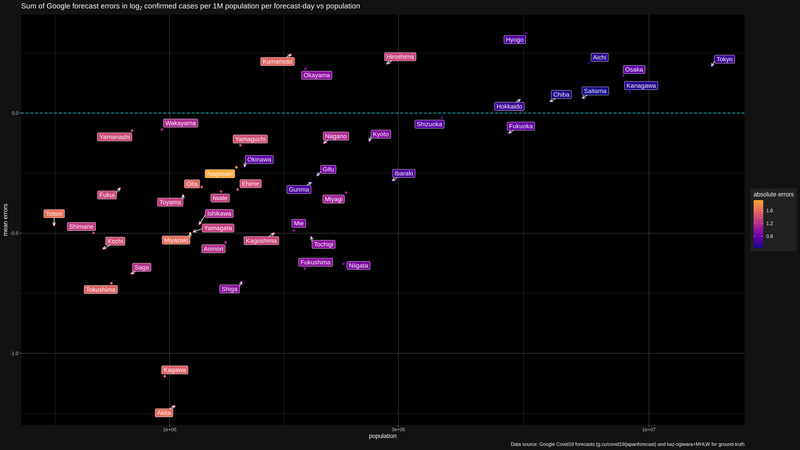 Sum of Google forecast errors in log2 confirmed cases per 1M population per forecast-day vs population
Hyogo
Kumamoto
Hiroshima
Aichi
Tokyo
Okayama
Osaka
Kanagawa
Chiba
Saitama
Hokkaido
0.0
Wakayama
Shizuoka
Fukuoka
Yamanashi
Yamaguchi
Nagano
Kyoto
Okinawa
Nagasaki
Gifu
Ibaraki
Oita
Ehime
Gunma
Fukui
Toyama
Iwate
Miyagi
absolute errors
1.6
1.2
0.8
Tottori
Ishikawa
mean errors
Shimane
Yamagata
Mie
-0.5
Kochi
Miyazaki
Kagoshima
Tochigi
Aomori
Saga
Fukushima
Niigata
Tokushima
Shiga
-1.0
Kagawa
Akita
1e+06
3e+06
1e+07
population
Data source: Google Covid19 forecasts (g.co/covid19/japanforecast) and kaz-ogiwara+MHLW for ground-truth